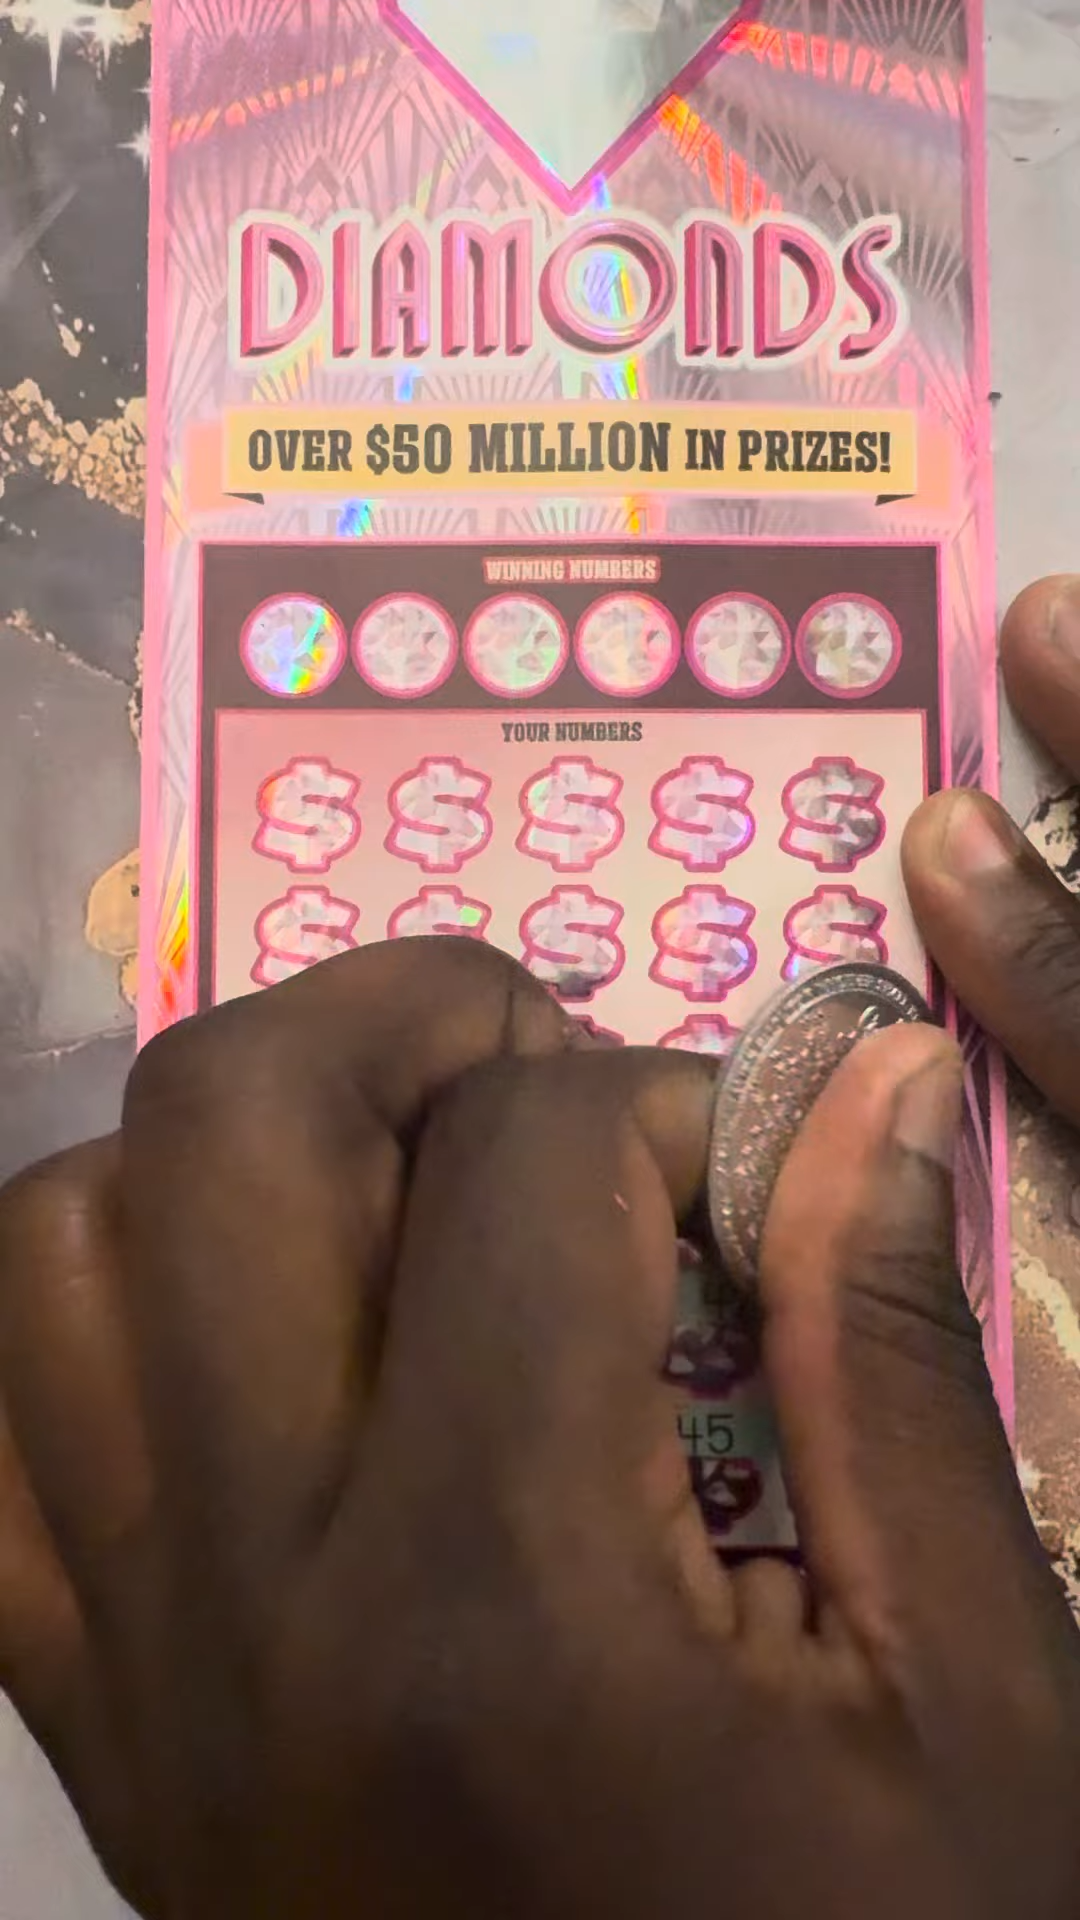 DIAMONDS
OVER $50 MILLION IN PRIZES!
WINNING NUMBERS
YOUR NUMBERS
$ $ $ $ $
$ $ $ $ $
45